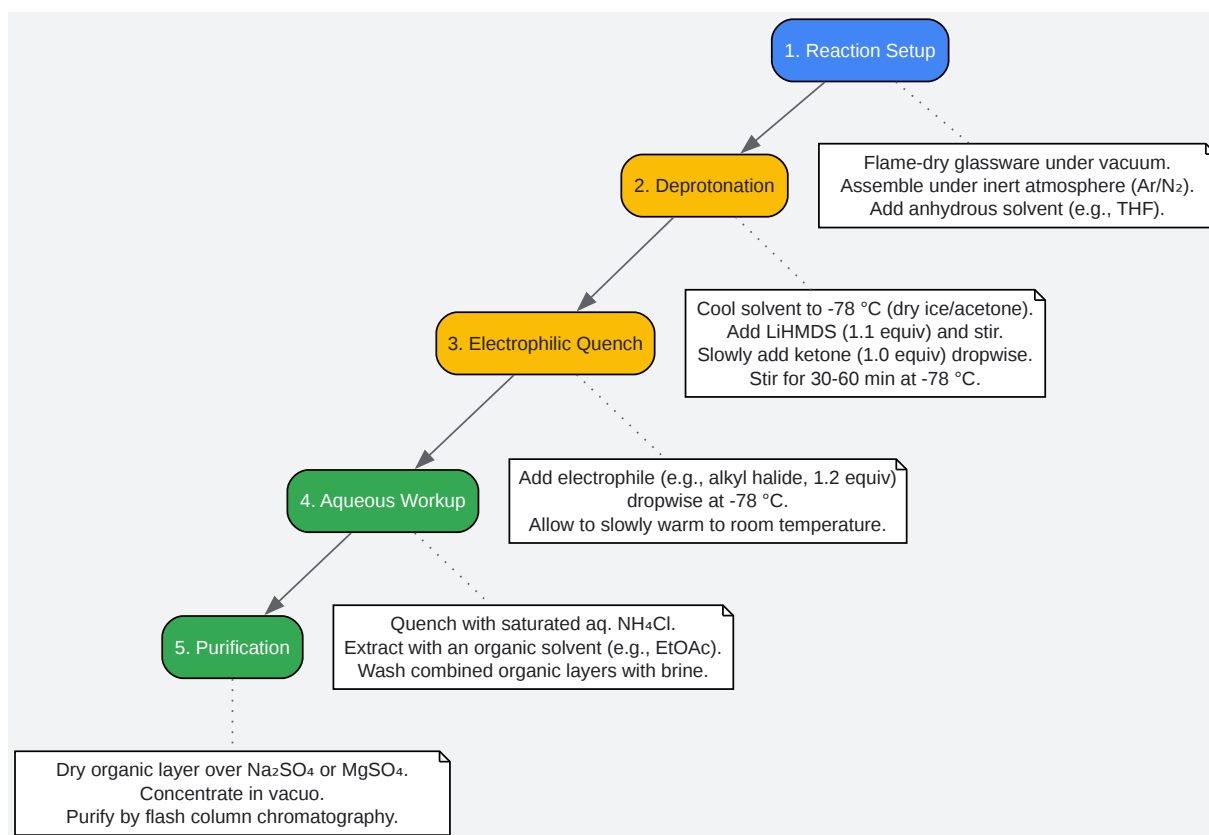 1. Reaction Setup
Flame-dry glassware under vacuum.
Assemble under inert atmosphere (Ar/N₂).
Add anhydrous solvent (e.g., THF).
2. Deprotonation
Cool solvent to -78 °C (dry ice/acetone).
Add LiHMDS (1.1 equiv) and stir.
Slowly add ketone (1.0 equiv) dropwise.
Stir for 30-60 min at -78 °C.
3. Electrophilic Quench
Add electrophile (e.g., alkyl halide, 1.2 equiv)
dropwise at -78 °C.
Allow to slowly warm to room temperature.
4. Aqueous Workup
Quench with saturated aq. NH₄Cl.
Extract with an organic solvent (e.g., EtOAc).
Wash combined organic layers with brine.
5. Purification
Dry organic layer over Na₂SO₄ or MgSO₄.
Concentrate in vacuo.
Purify by flash column chromatography.